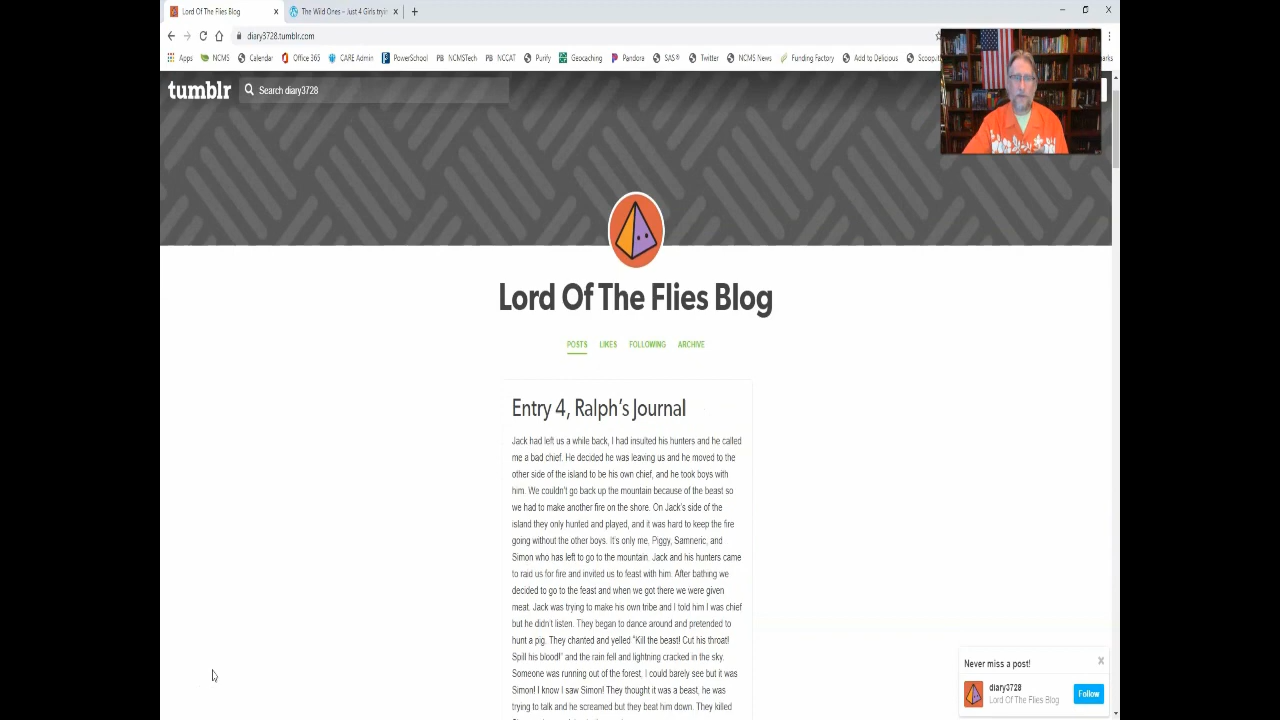 Lord Of The Flies Blog
The Wild Ones – Just 4 Girls tryin
diary3728.tumblr.com
Apps NCMS Calendar Office 365 CARE Admin PowerSchool NCMSTech NCCAT Purify Geocaching Pandora SAS® Twitter NCMS News Funding Factory Add to Delicious Scoop.it
tumblr
Search diary3728
Lord Of The Flies Blog
POSTS LIKES FOLLOWING ARCHIVE
Entry 4, Ralph's Journal
Jack had left us a while back, I had insulted his hunters and he called
me a bad chief. He decided he was leaving us and he moved to the
other side of the island to be his own chief, and he took boys with
him. We couldn't go back up the mountain because of the beast so
we had to make another fire on the shore. On Jack's side of the
island they only hunted and played, and it was hard to keep the fire
going without the other boys. It's only me, Piggy, Samneric, and
Simon who has left to go to the mountain. Jack and his hunters came
to raid us for fire and invited us to feast with him. After bathing we
decided to go to the feast and when we got there we were given
meat. Jack was trying to make his own tribe and I told him I was chief
but he didn't listen. They began to dance around and pretended to
hunt a pig. They chanted and yelled "Kill the beast! Cut his throat!
Spill his blood!" and the rain fell and lightning cracked in the sky.
Someone was running out of the forest, I could barely see but it was
Simon! I know I saw Simon! They thought it was a beast, he was
trying to talk and he screamed but they beat him down. They killed
Never miss a post!
diary3728
Lord Of The Flies Blog
Follow